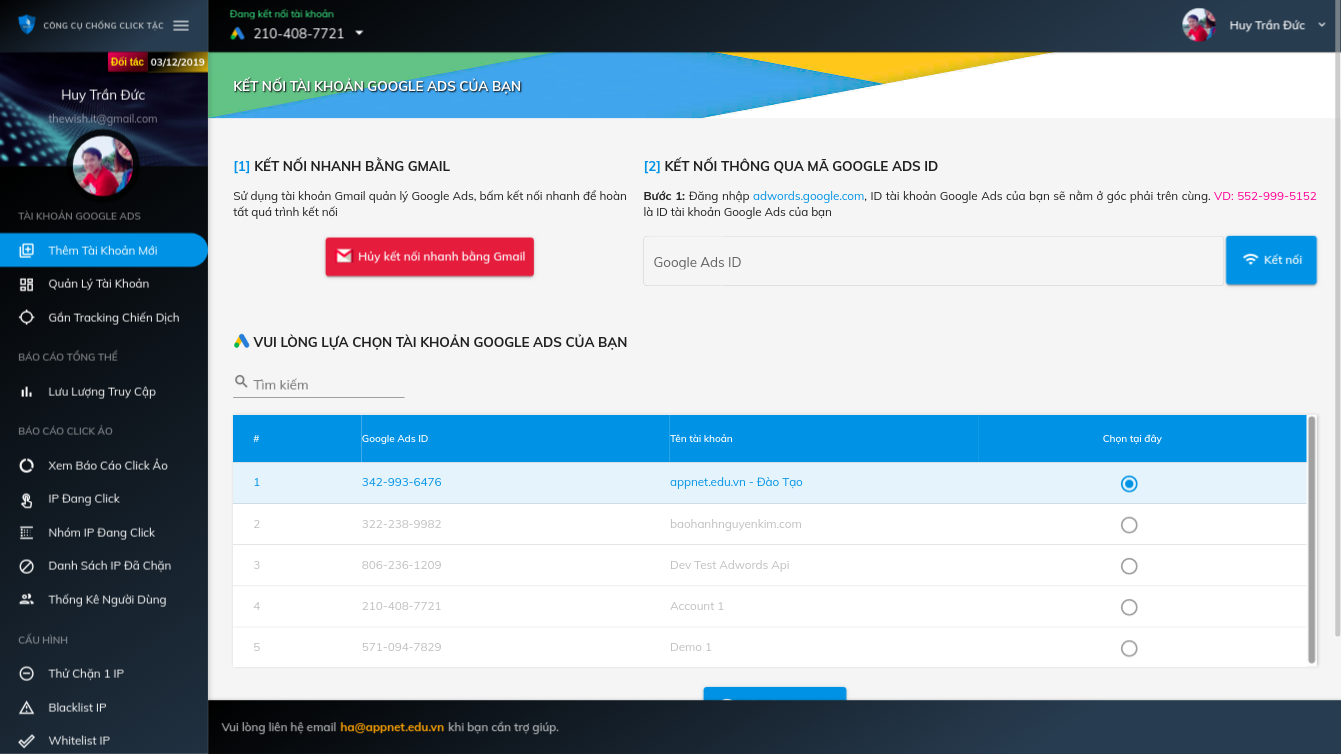 CÔNG CỤ CHỐNG CLICK TẶC
Đang kết nối tài khoản
210-408-7721
Huy Trần Đức
Đối tác 03/12/2019
Huy Trần Đức
thewish.it@gmail.com
TÀI KHOẢN GOOGLE ADS
Thêm Tài Khoản Mới
Quản Lý Tài Khoản
Gắn Tracking Chiến Dịch
BÁO CÁO TỔNG THỂ
Lưu Lượng Truy Cập
BÁO CÁO CLICK ẢO
Xem Báo Cáo Click Ảo
IP Đang Click
Nhóm IP Đang Click
Danh Sách IP Đã Chặn
Thống Kê Người Dùng
CẤU HÌNH
Thử Chặn 1 IP
Blacklist IP
Whitelist IP
KẾT NỐI TÀI KHOẢN GOOGLE ADS CỦA BẠN
[1] KẾT NỐI NHANH BẰNG GMAIL
Sử dụng tài khoản Gmail quản lý Google Ads, bấm kết nối nhanh để hoàn
tất quá trình kết nối
Hủy kết nối nhanh bằng Gmail
[2] KẾT NỐI THÔNG QUA MÃ GOOGLE ADS ID
Bước 1: Đăng nhập adwords.google.com, ID tài khoản Google Ads của bạn sẽ nằm ở góc phải trên cùng. VD: 552-999-5152
là ID tài khoản Google Ads của bạn
Google Ads ID
Kết nối
VUI LÒNG LỰA CHỌN TÀI KHOẢN GOOGLE ADS CỦA BẠN
Tìm kiếm
# Google Ads ID Tên tài khoản Chọn tại đây
1 342-993-6476 appnet.edu.vn - Đào Tạo
2 322-238-9982 baohanhnguyenkim.com
3 806-236-1209 Dev Test Adwords Api
4 210-408-7721 Account 1
5 571-094-7829 Demo 1
Vui lòng liên hệ email ha@appnet.edu.vn khi bạn cần trợ giúp.